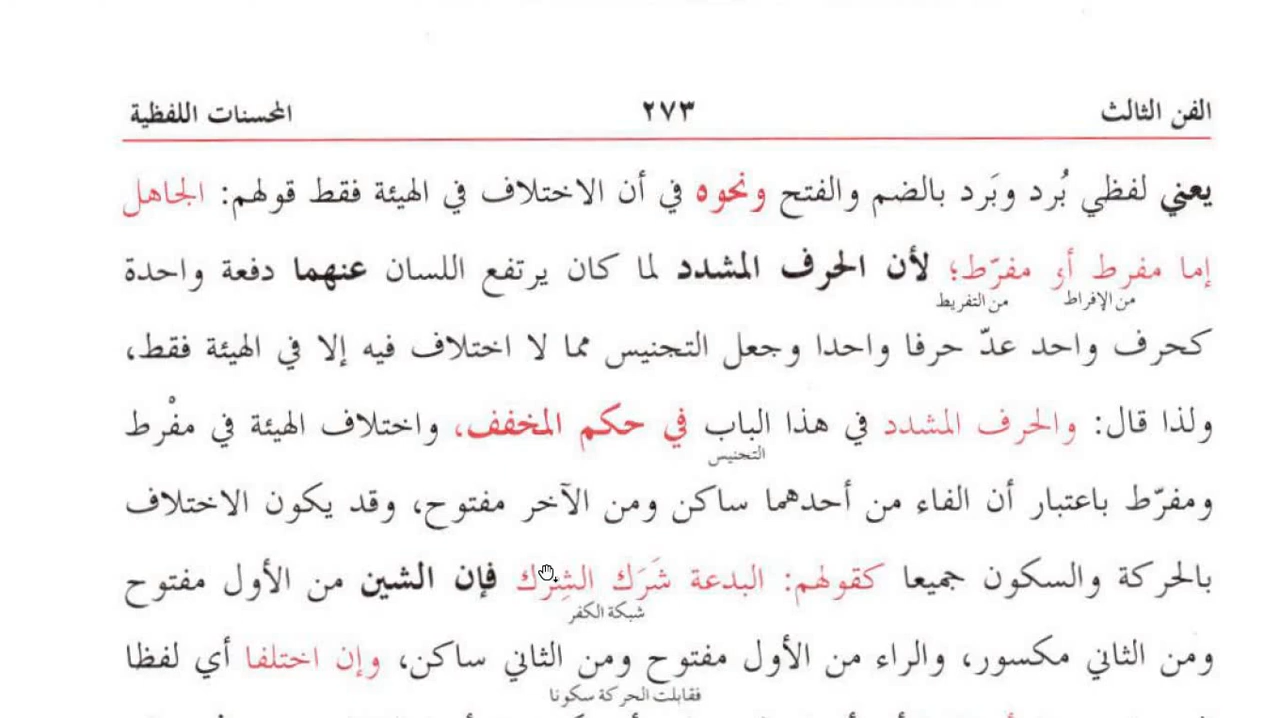 الفن الثالث ٢٧٣ المحسنات اللفظية
يعني لفظي بُرد وبَرد بالضم والفتح ونحوه في أن الاختلاف في الهيئة فقط قولهم: الجاهل
إما مفرط أو مفرّط؛ لأن الحرف المشدد لما كان يرتفع اللسان عنهما دفعة واحدة
من الإفراط من التفريط
كحرف واحد عدّ حرفا واحدا وجعل التجنيس مما لا اختلاف فيه إلا في الهيئة فقط،
ولذا قال: والحرف المشدد في هذا الباب في حكم المخفف، واختلاف الهيئة في مفْرط
التجنيس
ومفرّط باعتبار أن الفاء من أحدهما ساكن ومن الآخر مفتوح، وقد يكون الاختلاف
بالحركة والسكون جميعا كقولهم: البدعة شَرَك الشِرْك فإن الشين من الأول مفتوح
شبكة الكفر
ومن الثاني مكسور، والراء من الأول مفتوح ومن الثاني ساكن، وإن اختلفا أي لفظا
فقابلت الحركة سكونا